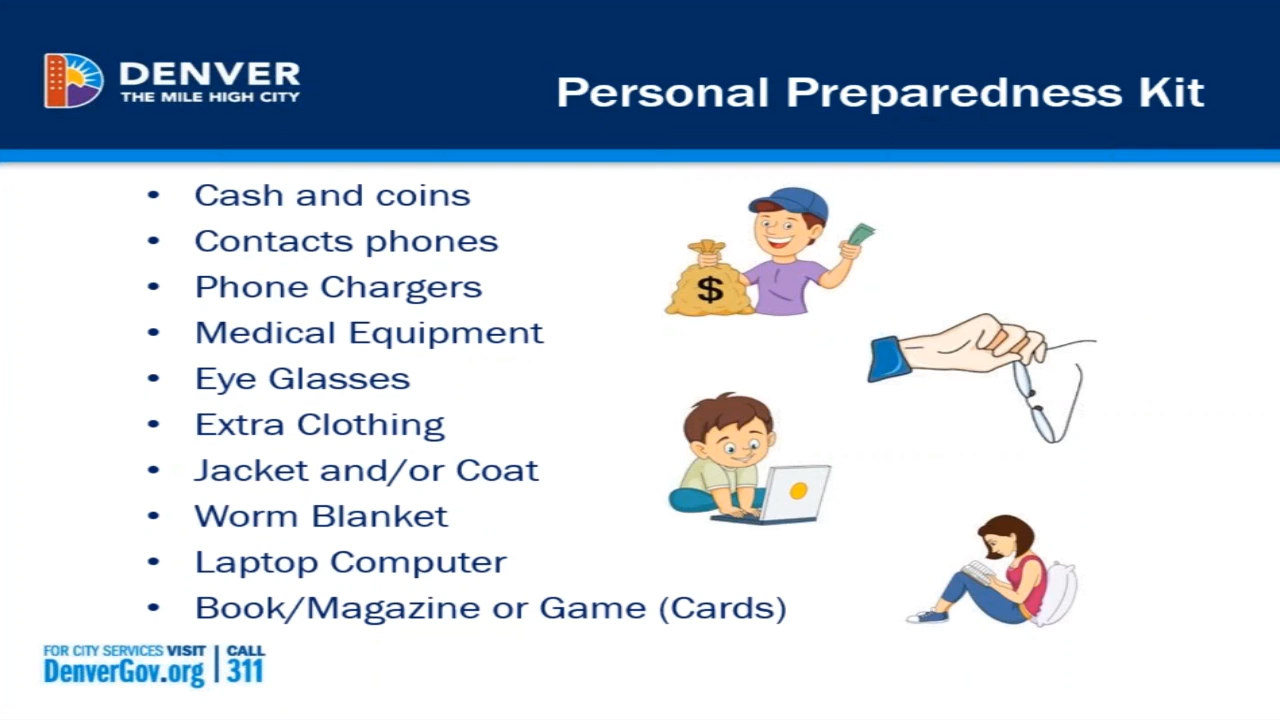 DENVER
THE MILE HIGH CITY
Personal Preparedness Kit
• Cash and coins
• Contacts phones
• Phone Chargers
• Medical Equipment
• Eye Glasses
• Extra Clothing
• Jacket and/or Coat
• Worm Blanket
• Laptop Computer
• Book/Magazine or Game (Cards)
$
FOR CITY SERVICES VISIT | CALL
DenverGov.org | 311